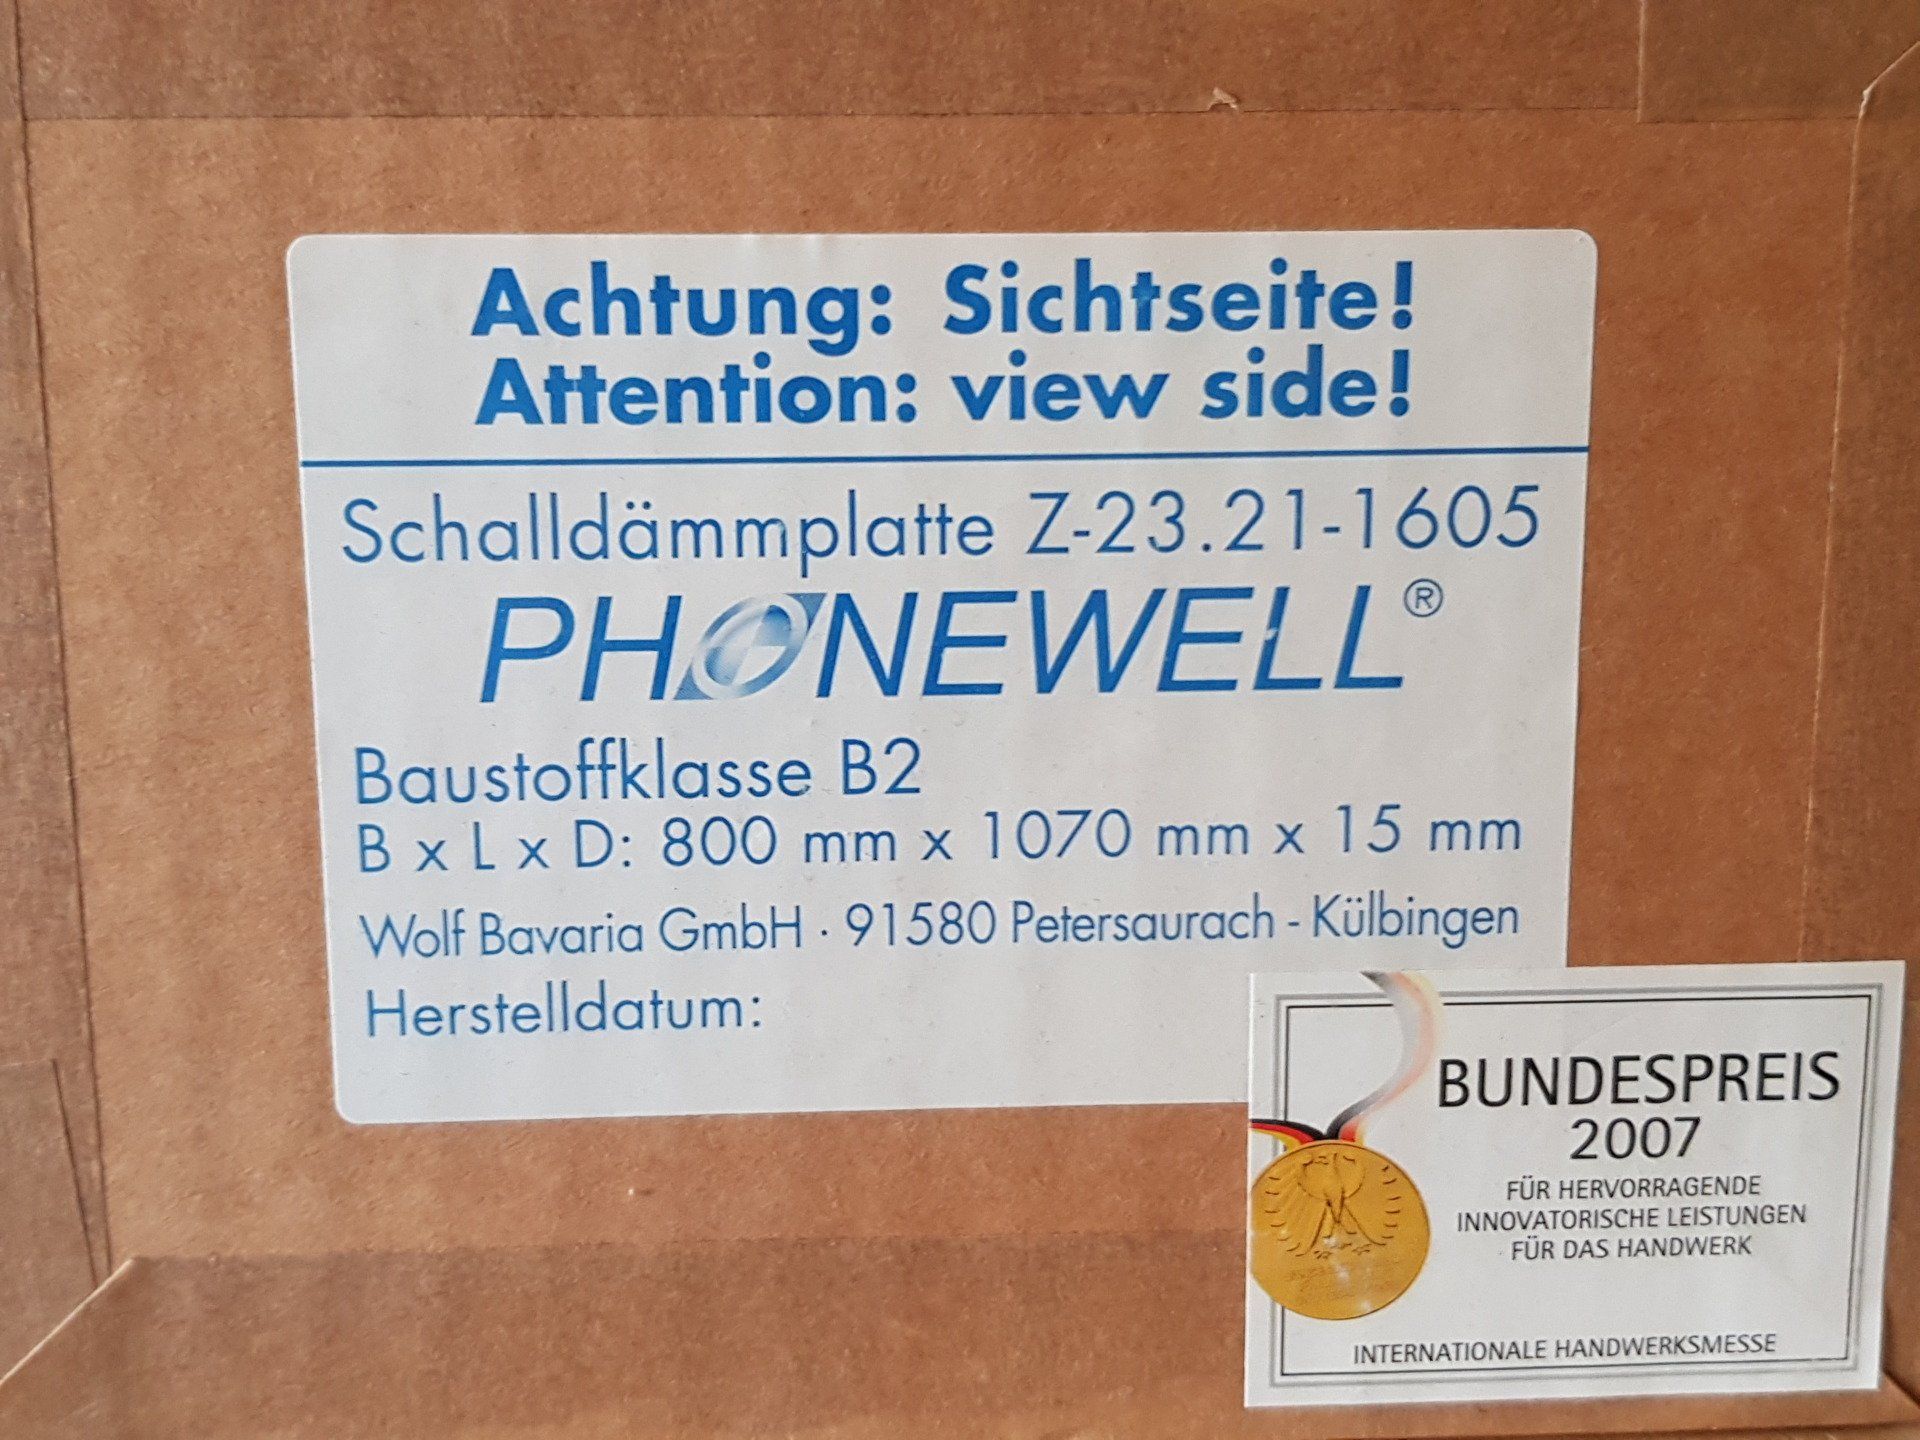 Achtung: Sichtseite!
Attention: view side!
Schalldämmplatte Z-23.21-1605
PHONEWELL®
Baustoffklasse B2
B x L x D: 800 mm x 1070 mm x 15 mm
Wolf Bavaria GmbH · 91580 Petersaurach - Külbingen
Herstelldatum:
BUNDESPREIS
2007
FÜR HERVORRAGENDE
INNOVATORISCHE LEISTUNGEN
FÜR DAS HANDWERK
INTERNATIONALE HANDWERKSMESSE